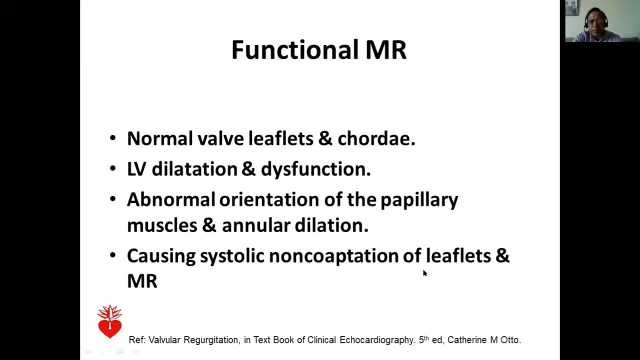 Functional MR
• Normal valve leaflets & chordae.
• LV dilatation & dysfunction.
• Abnormal orientation of the papillary
muscles & annular dilation.
• Causing systolic noncoaptation of leaflets &
MR
Ref: Valvular Regurgitation, in Text Book of Clinical Echocardiography. 5th ed, Catherine M Otto.